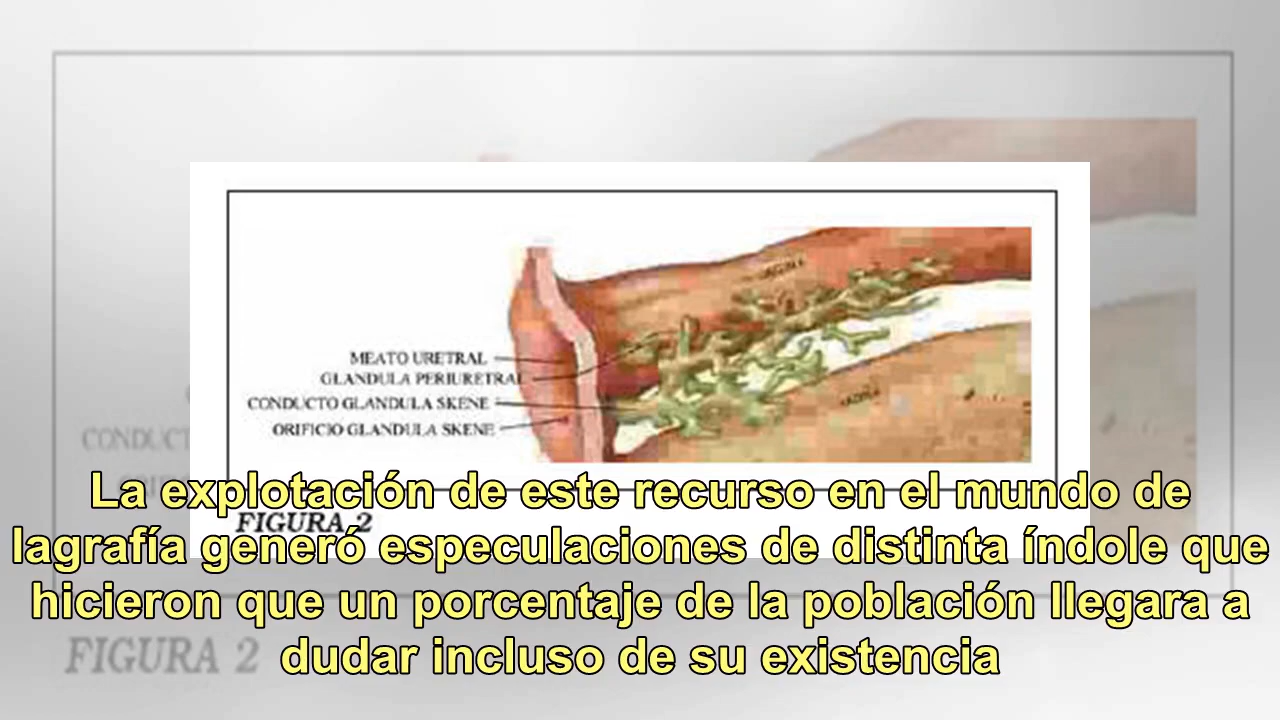 VAGINA
MEATO URETRAL
GLANDULA PERIURETRAL
CONDUCTO GLANDULA SKENE
ORIFICIO GLANDULA SKENE
FIGURA 2
La explotación de este recurso en el mundo de
lagrafía generó especulaciones de distinta índole que
hicieron que un porcentaje de la población llegara a
dudar incluso de su existencia
CONDUCT
FIGURA 2